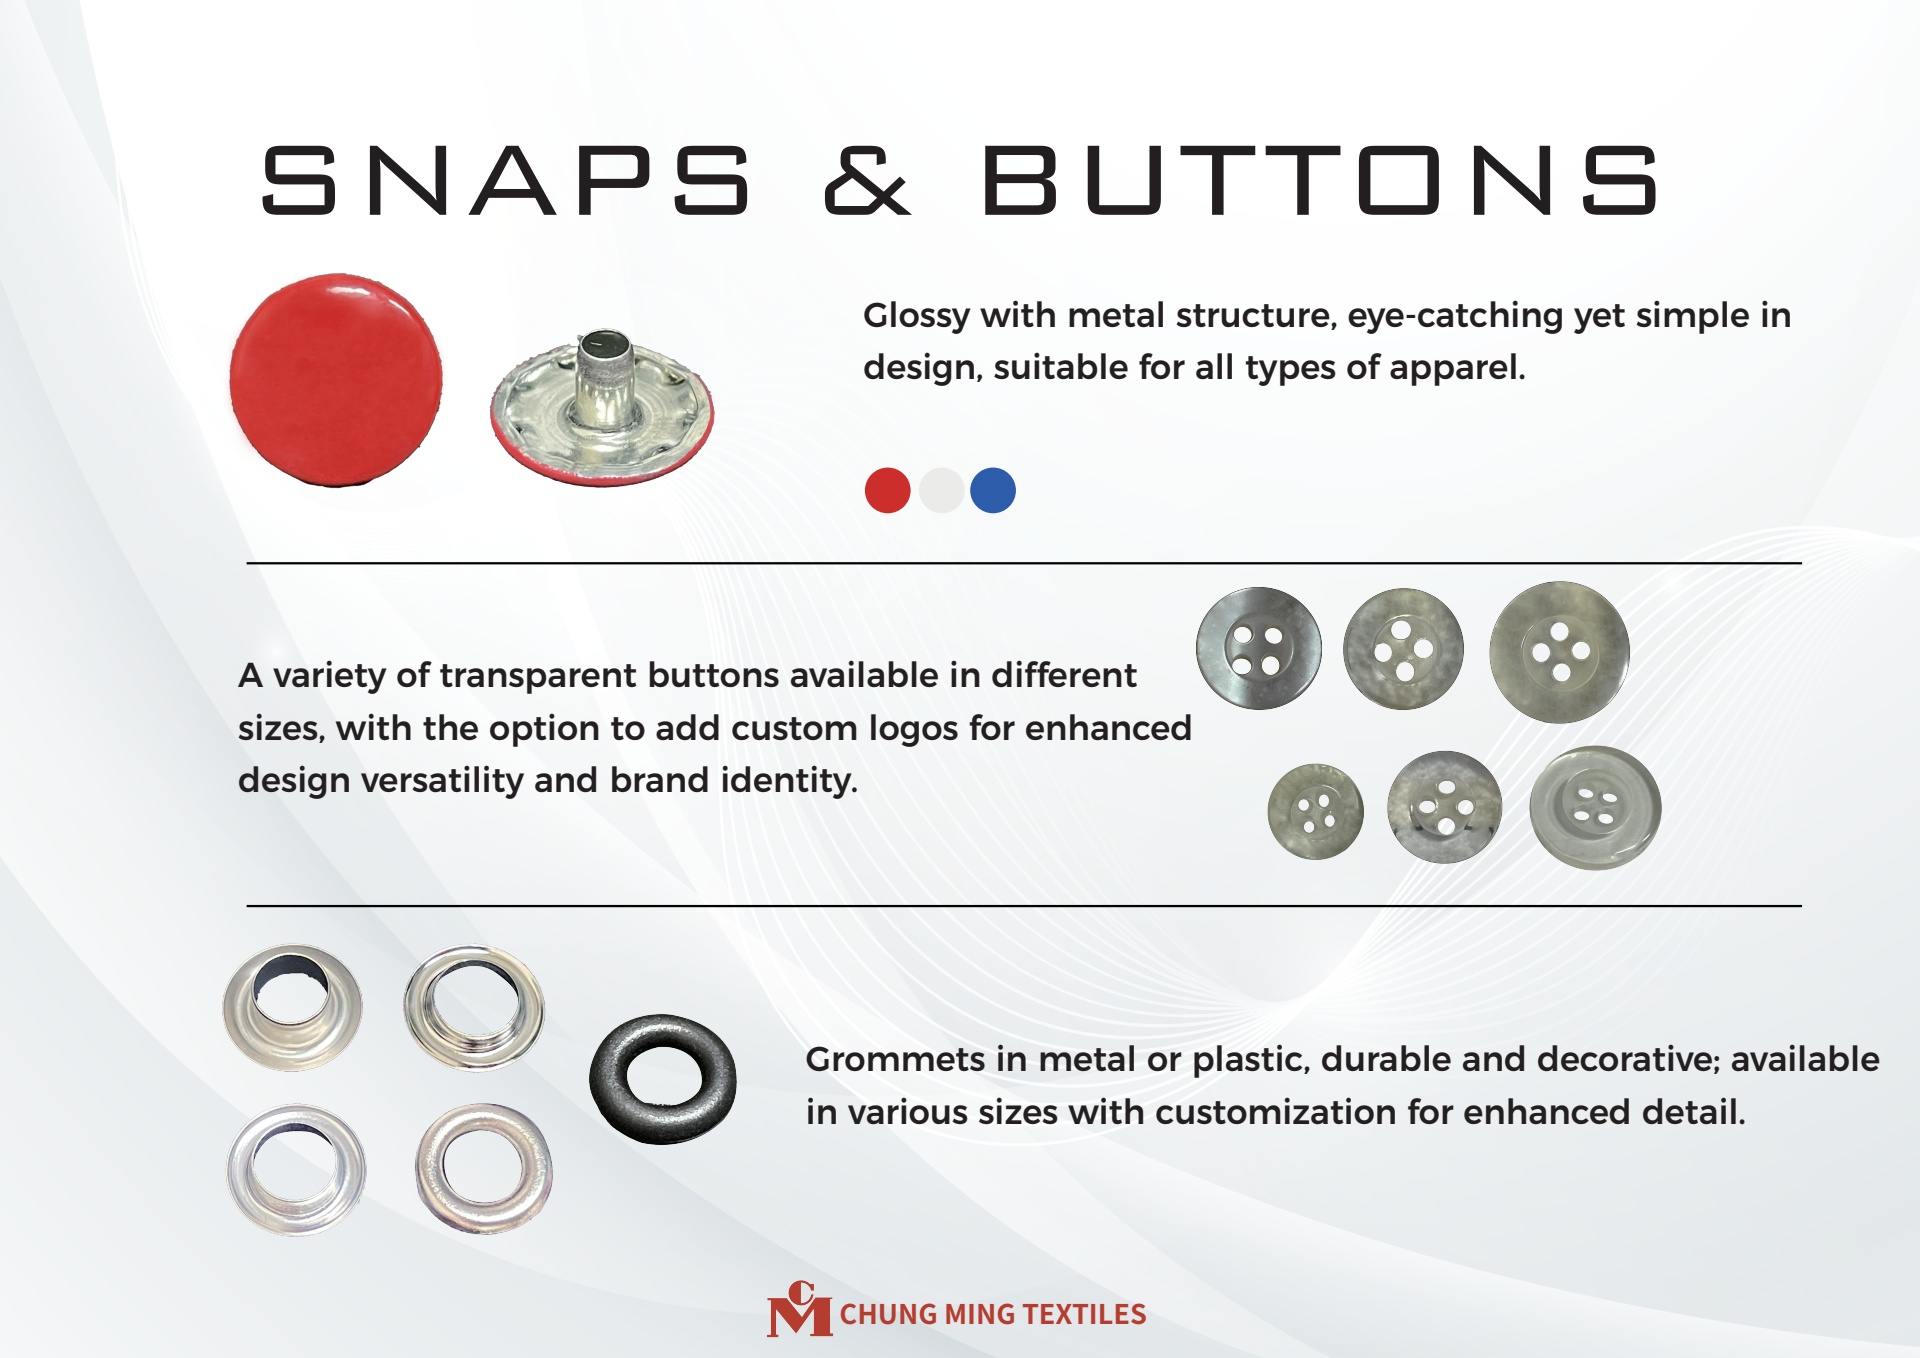 SNAPS & BUTTONS
Glossy with metal structure, eye-catching yet simple in
design, suitable for all types of apparel.
A variety of transparent buttons available in different
sizes, with the option to add custom logos for enhanced
design versatility and brand identity.
Grommets in metal or plastic, durable and decorative; available
in various sizes with customization for enhanced detail.
CM CHUNG MING TEXTILES